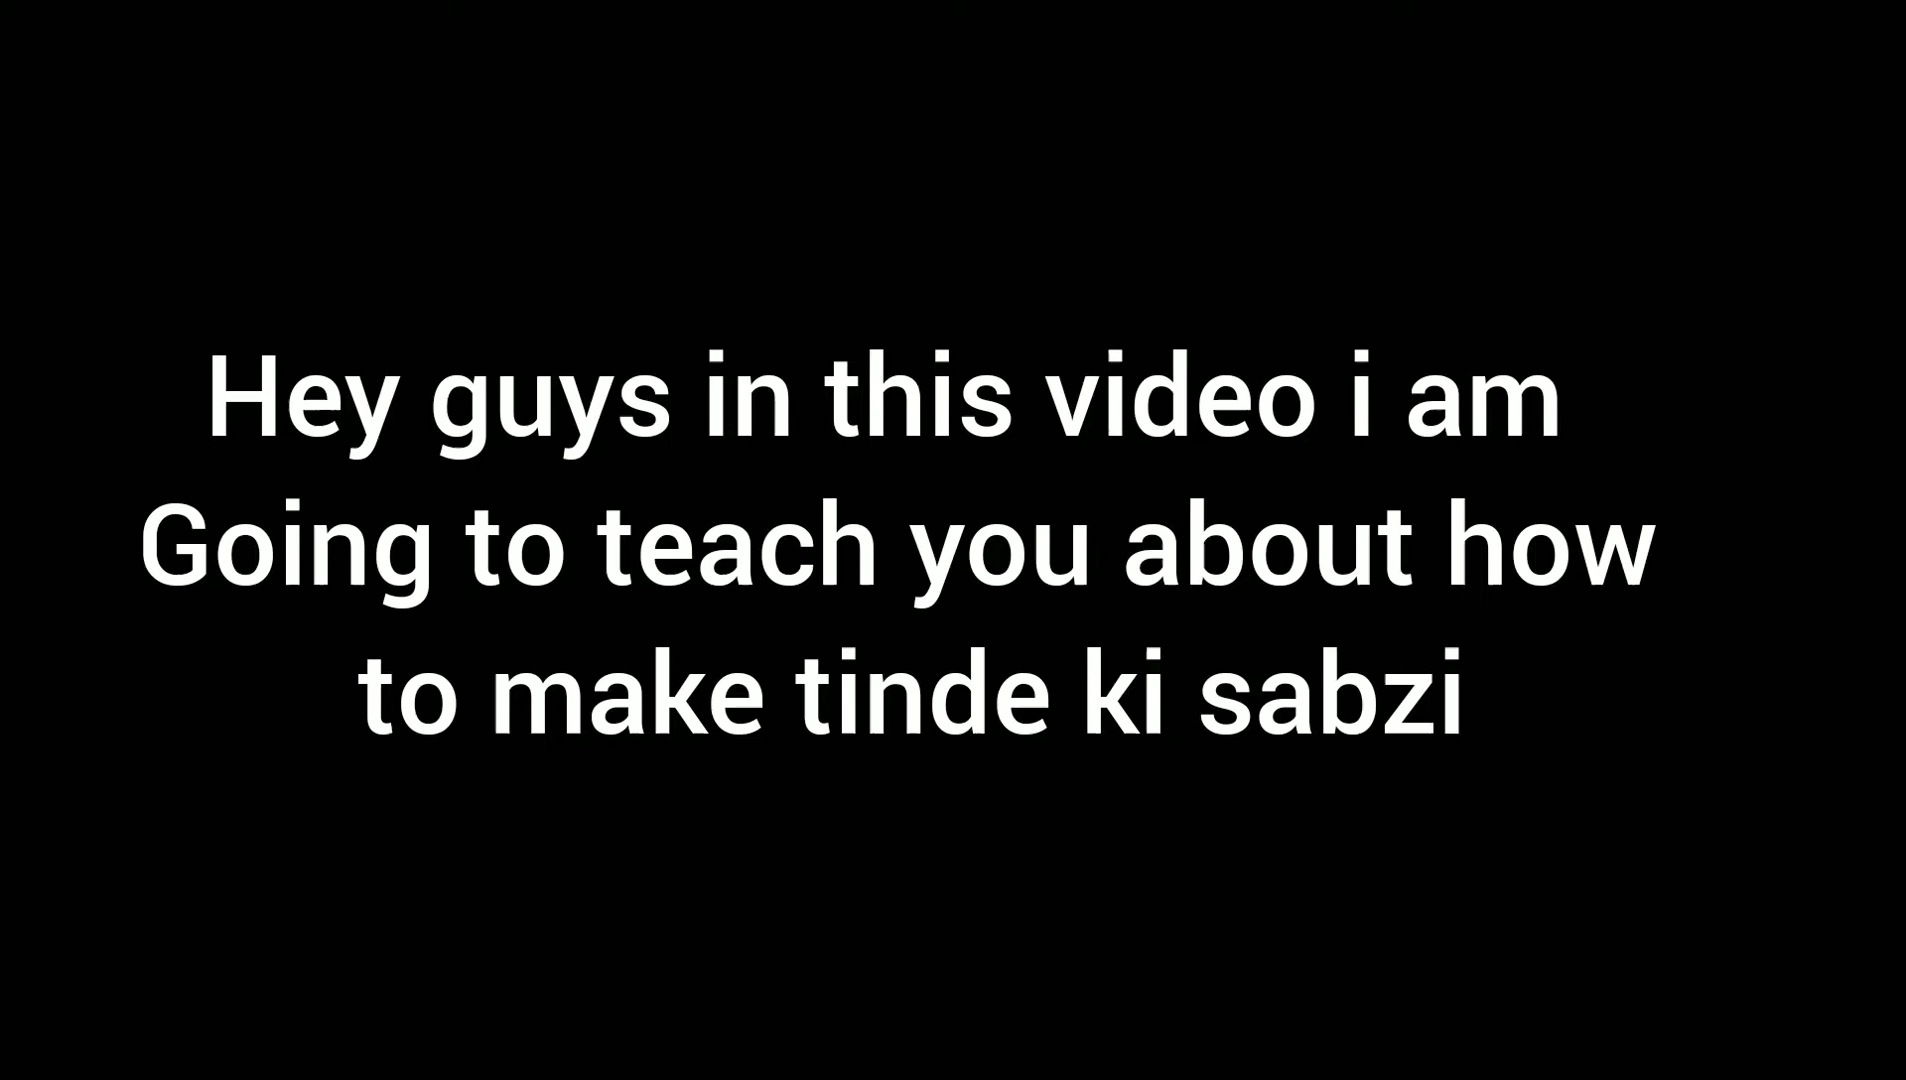 Hey guys in this video i am
Going to teach you about how
to make tinde ki sabzi